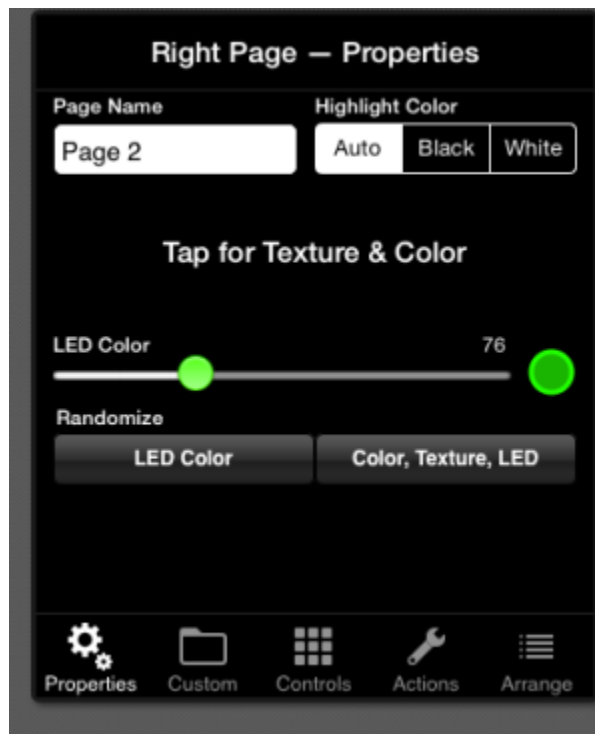 Right Page — Properties
Page Name Highlight Color
Page 2 Auto Black White
Tap for Texture & Color
LED Color 76
Randomize
LED Color Color, Texture, LED
Properties Custom Controls Actions Arrange